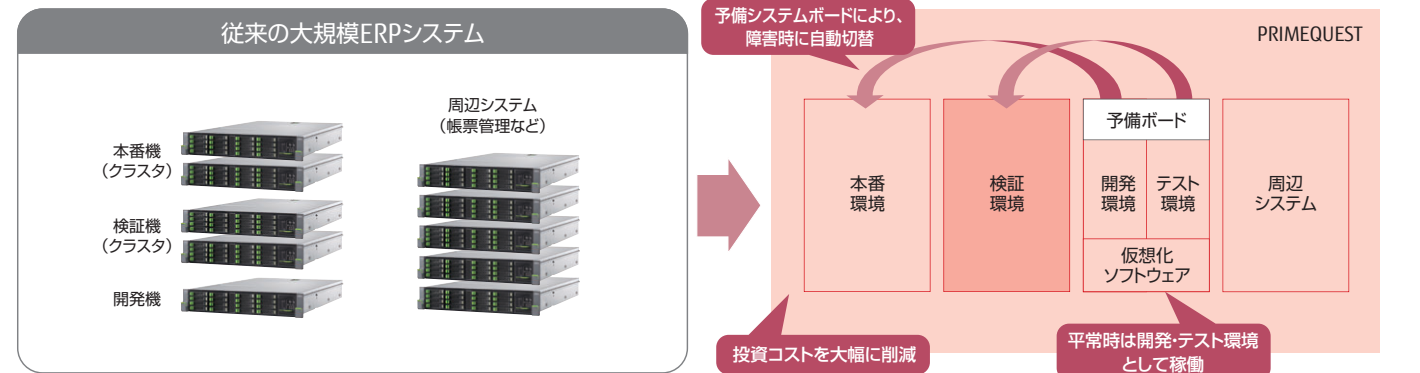 従来の大規模ERPシステム
本番機
（クラスタ）
検証機
（クラスタ）
開発機
周辺システム
（帳票管理など）
予備システムボードにより、
障害時に自動切替
PRIMEQUEST
本番
環境
検証
環境
予備ボード
開発
環境
テスト
環境
仮想化
ソフトウェア
周辺
システム
投資コストを大幅に削減
平常時は開発・テスト環境
として稼働